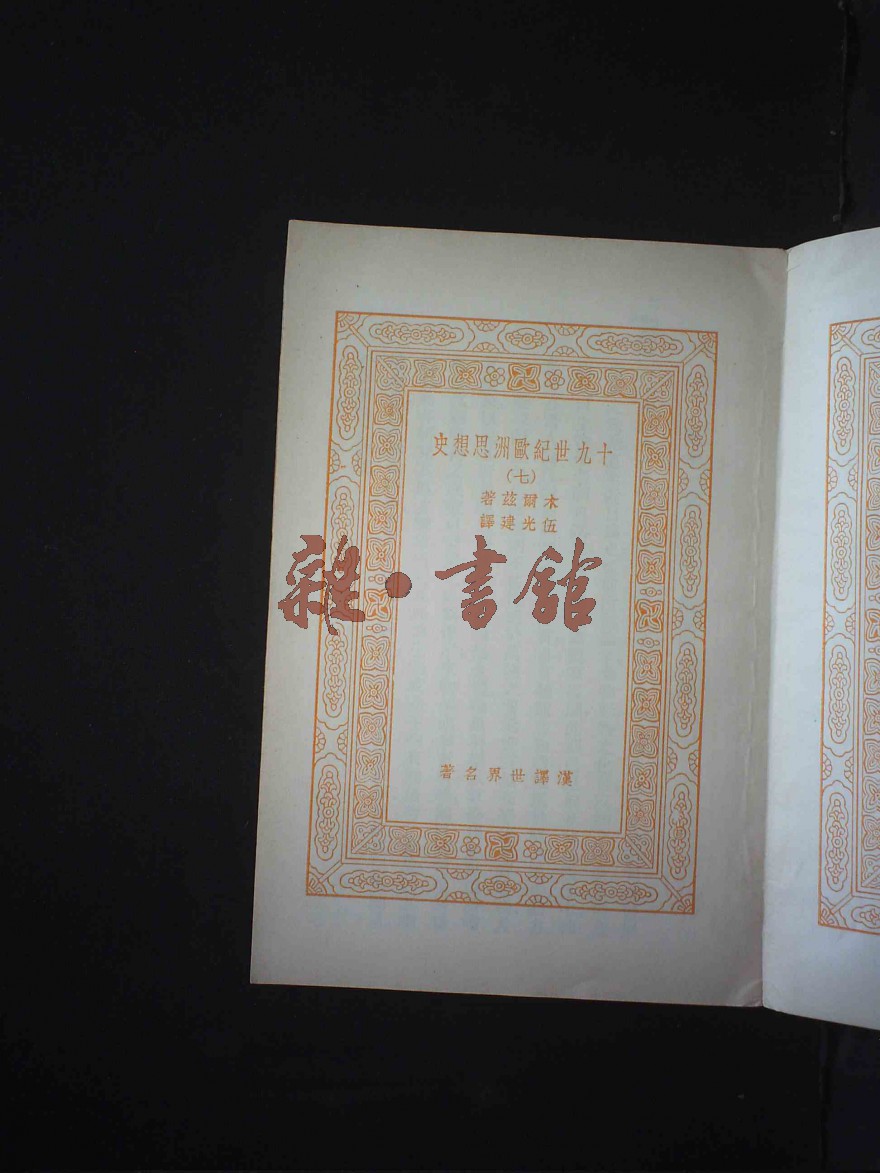 十九世紀歐洲思想史
(七)
木爾茲著
伍光建譯
雜·書館
漢譯世界名著